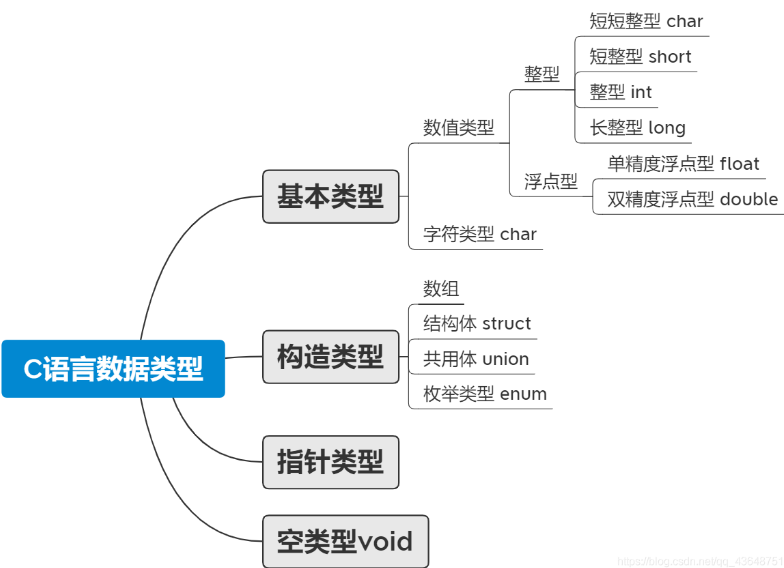 C语言数据类型
基本类型
数值类型
整型
短短整型 char
短整型 short
整型 int
长整型 long
浮点型
单精度浮点型 float
双精度浮点型 double
字符类型 char
构造类型
数组
结构体 struct
共用体 union
枚举类型 enum
指针类型
空类型void
https://blog.csdn.net/qq_43648751